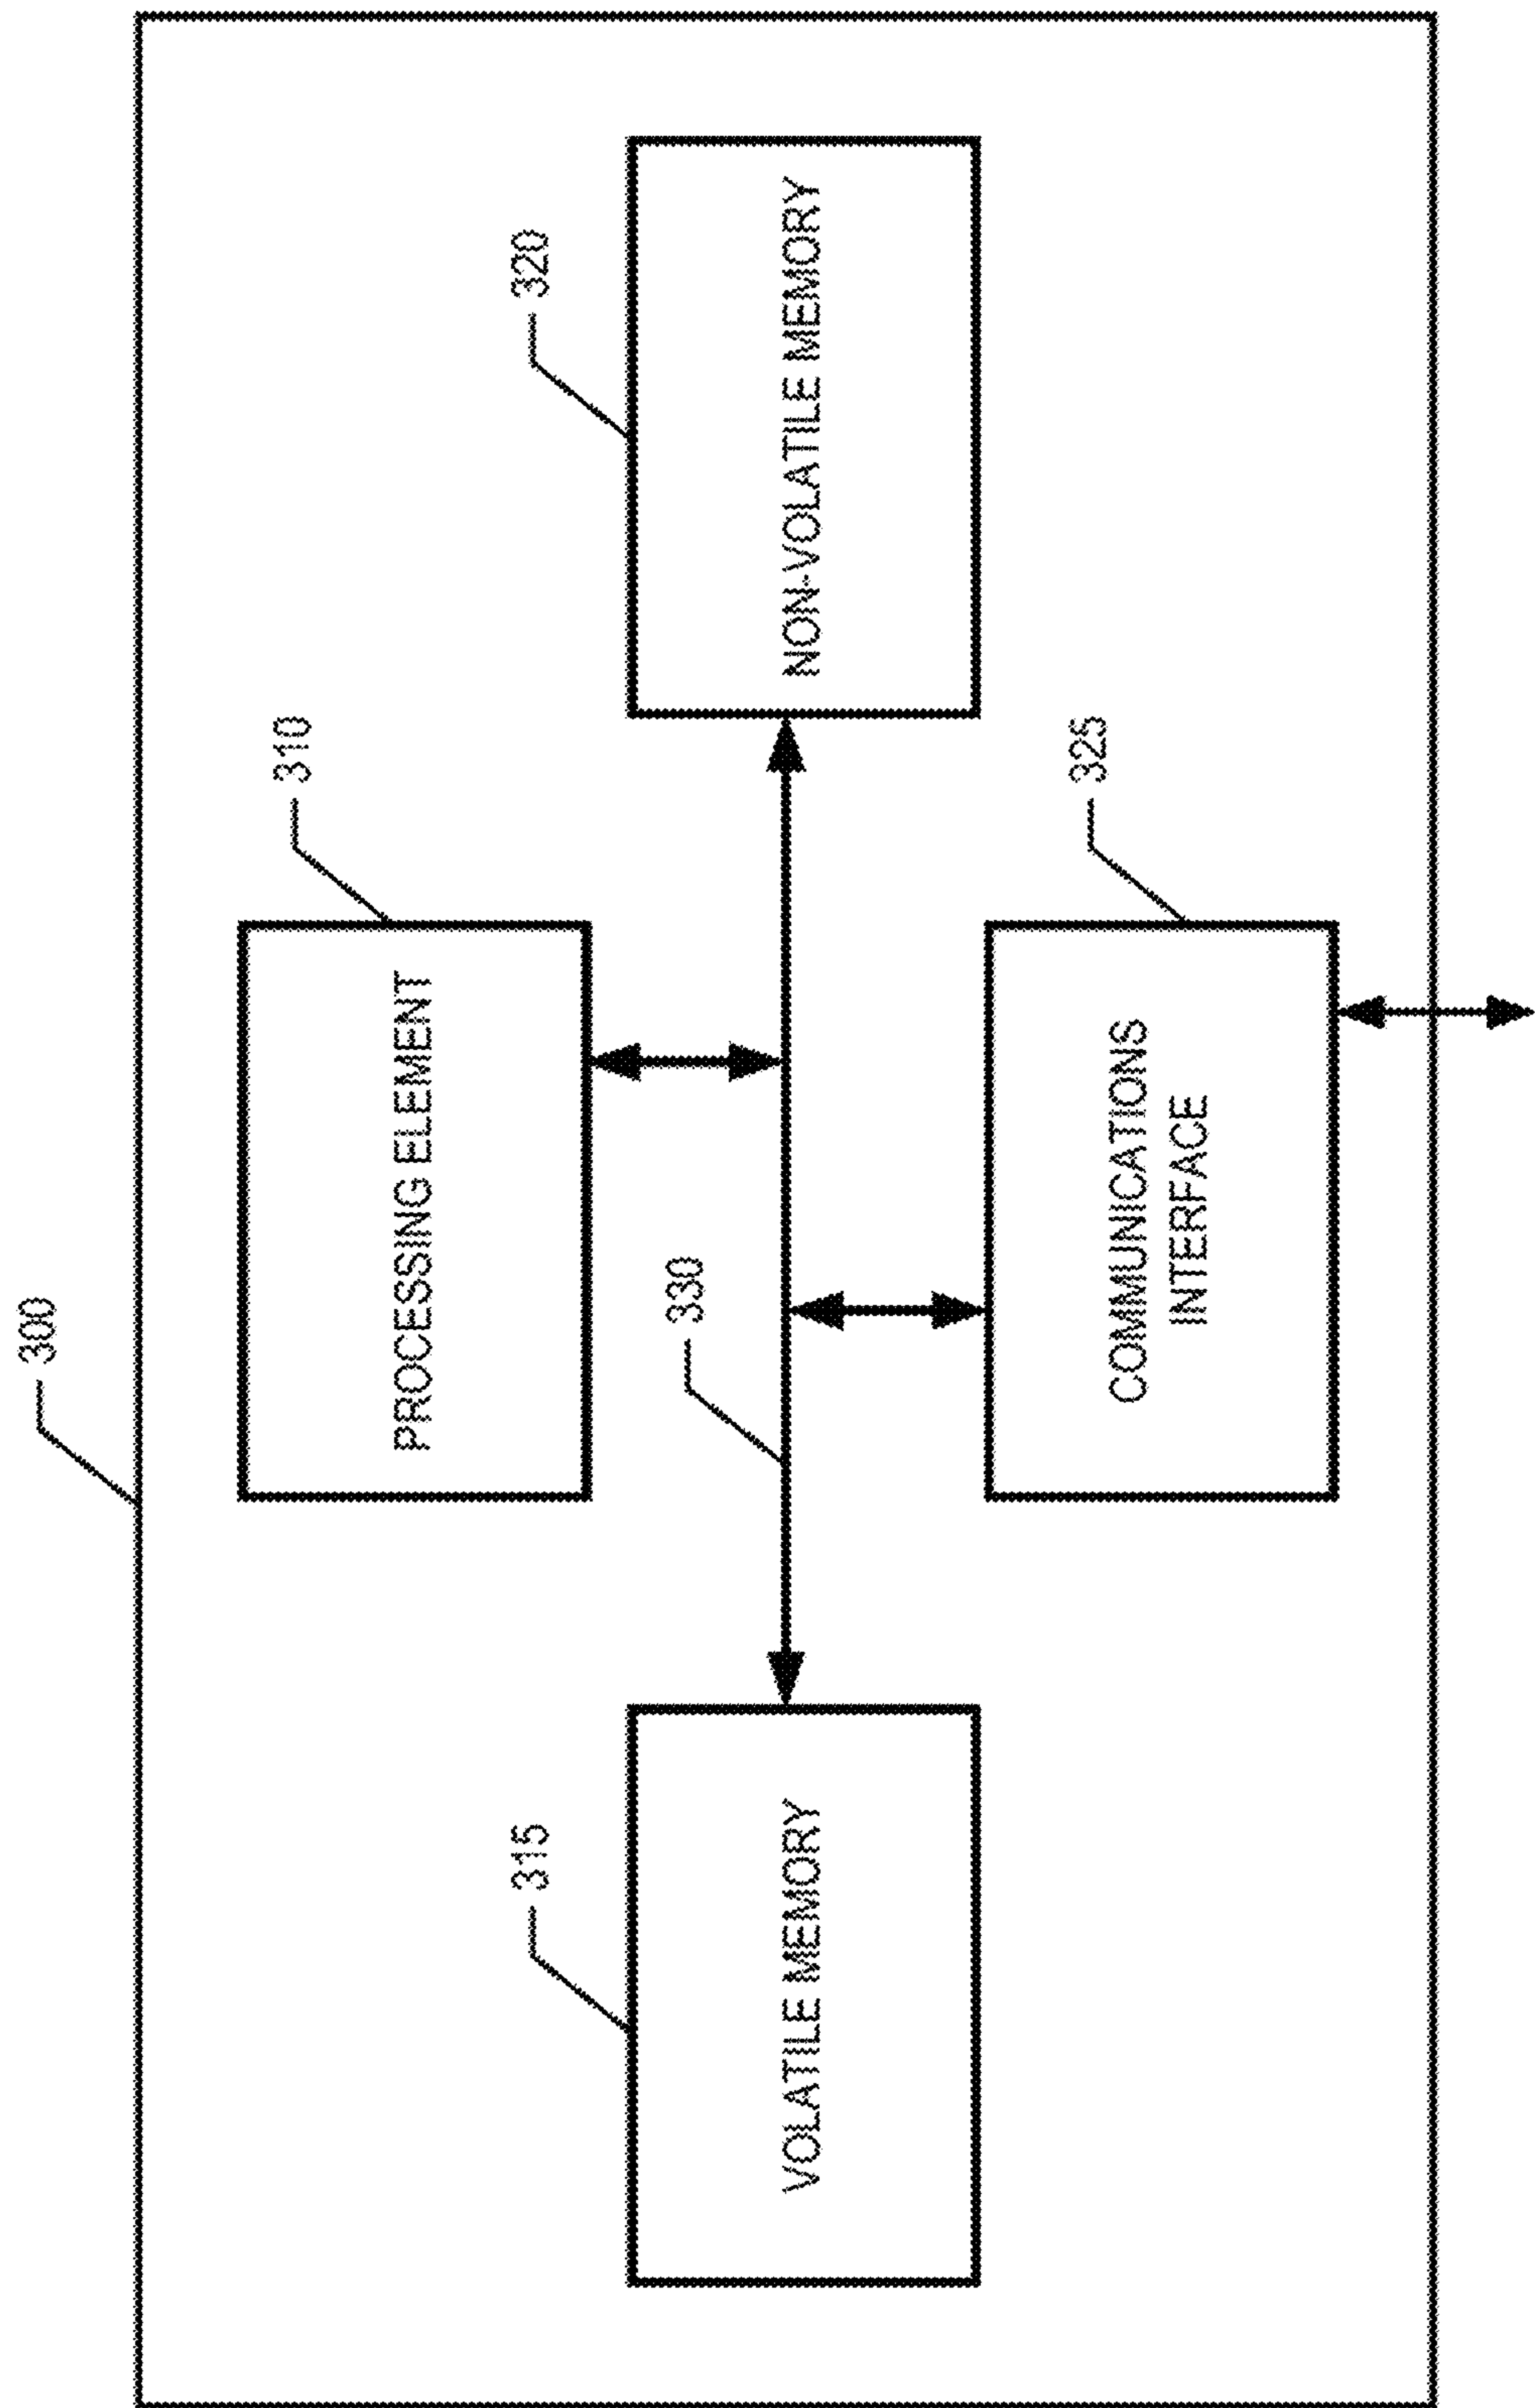 300
310
PROCESSING ELEMENT
315
VOLATILE MEMORY
330
320
NON-VOLATILE MEMORY
325
COMMUNICATIONS
INTERFACE